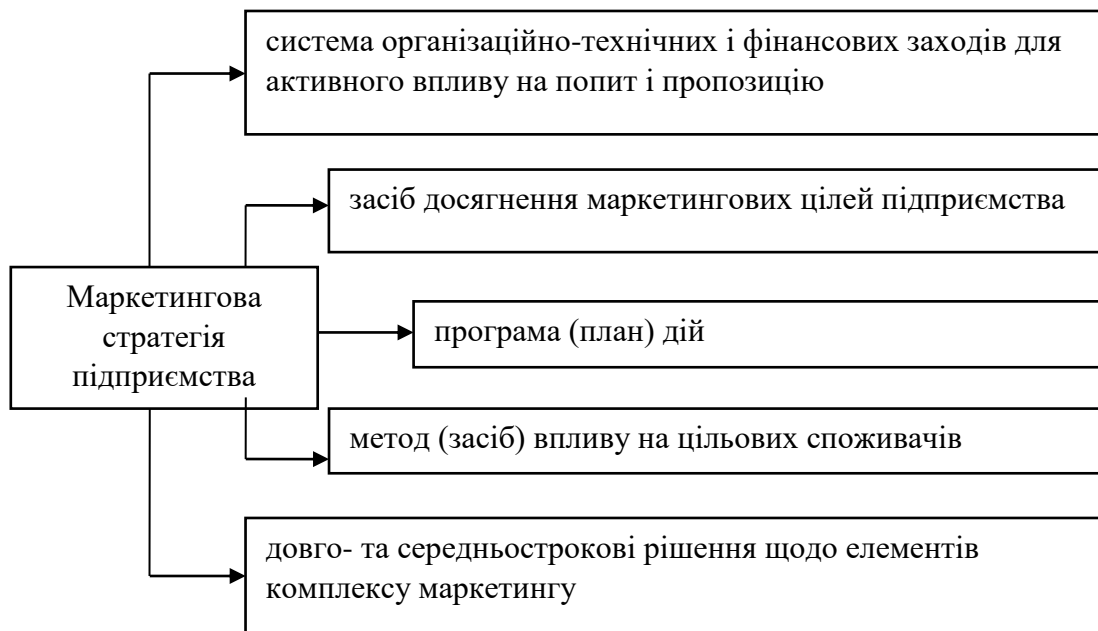 система організаційно-технічних і фінансових заходів для
активного впливу на попит і пропозицію
засіб досягнення маркетингових цілей підприємства
Маркетингова
стратегія
підприємства
програма (план) дій
метод (засіб) впливу на цільових споживачів
довго- та середньострокові рішення щодо елементів
комплексу маркетингу